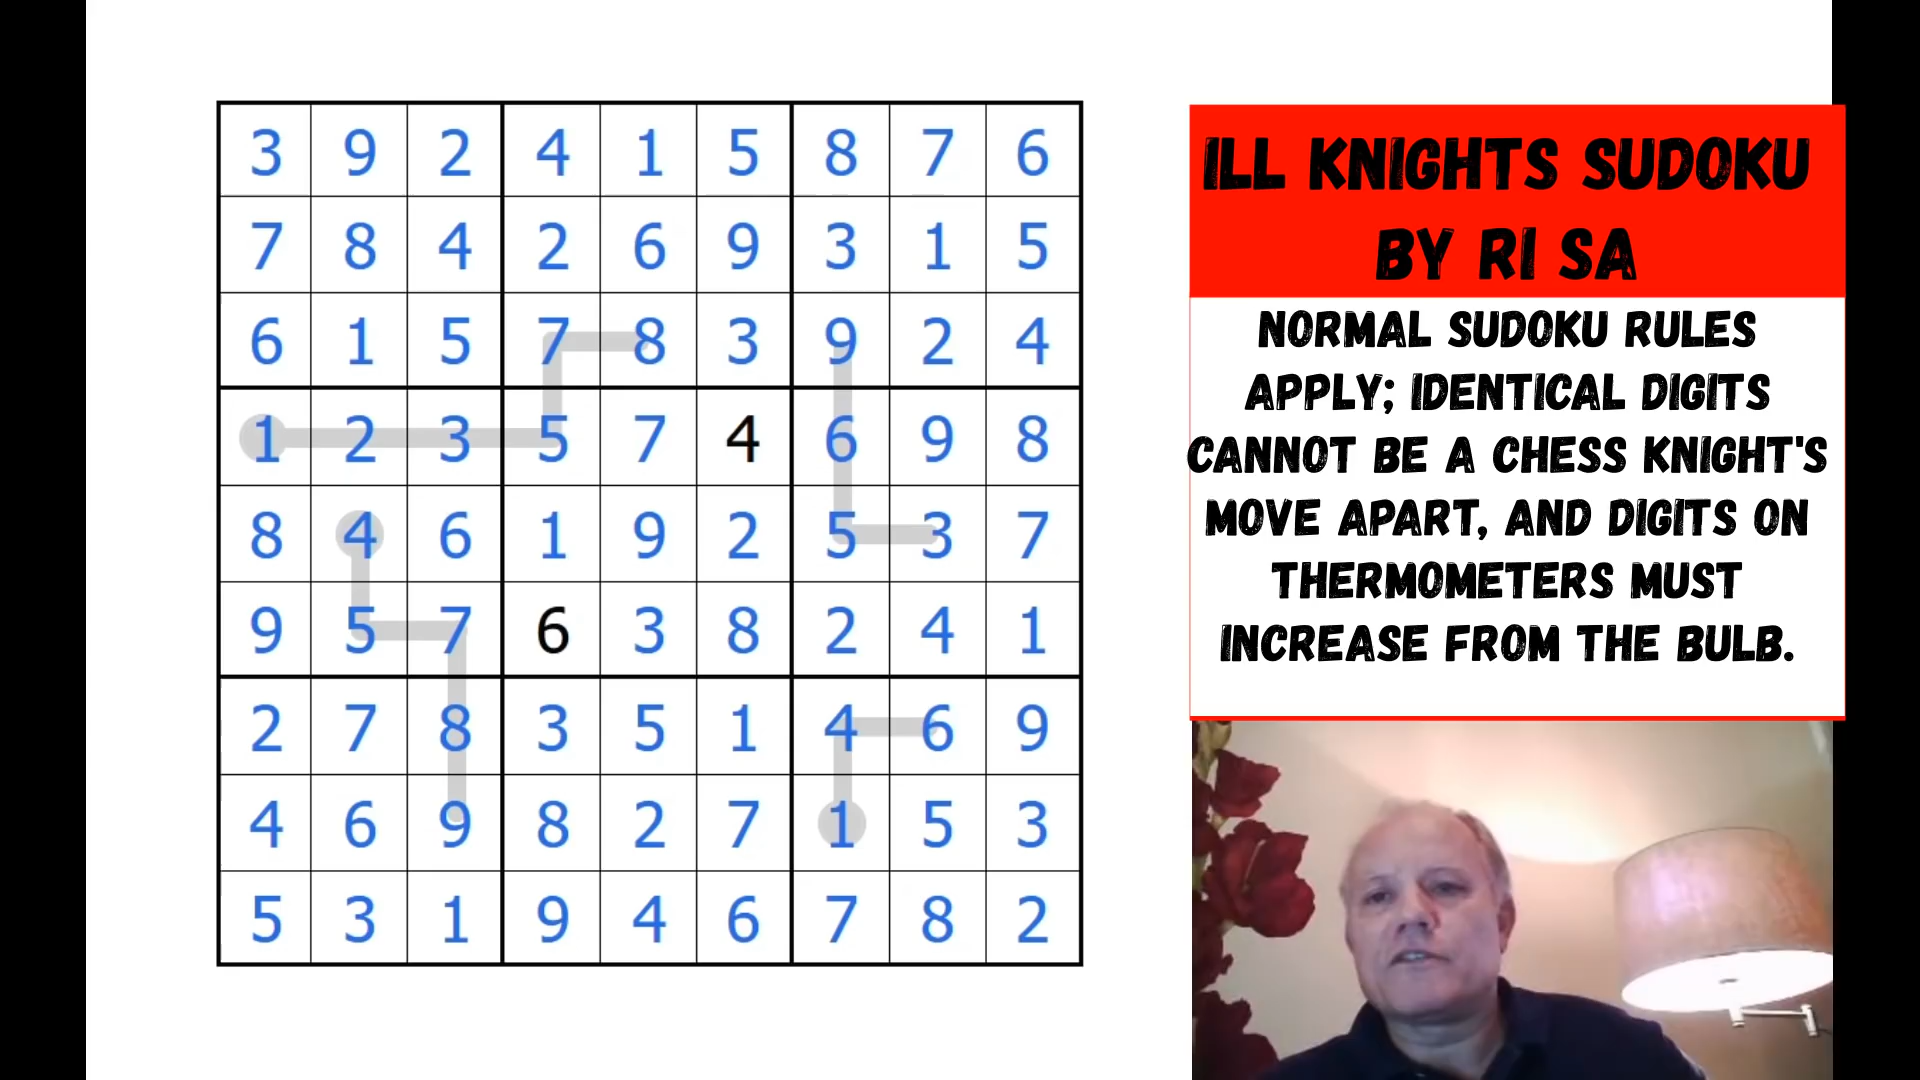 3 9 2 4 1 5 8 7 6
7 8 4 2 6 9 3 1 5
6 1 5 7 8 3 9 2 4
1 2 3 5 7 4 6 9 8
8 4 6 1 9 2 5 3 7
9 5 7 6 3 8 2 4 1
2 7 8 3 5 1 4 6 9
4 6 9 8 2 7 1 5 3
5 3 1 9 4 6 7 8 2
ILL KNIGHTS SUDOKU
BY RI SA
NORMAL SUDOKU RULES
APPLY; IDENTICAL DIGITS
CANNOT BE A CHESS KNIGHT'S
MOVE APART, AND DIGITS ON
THERMOMETERS MUST
INCREASE FROM THE BULB.